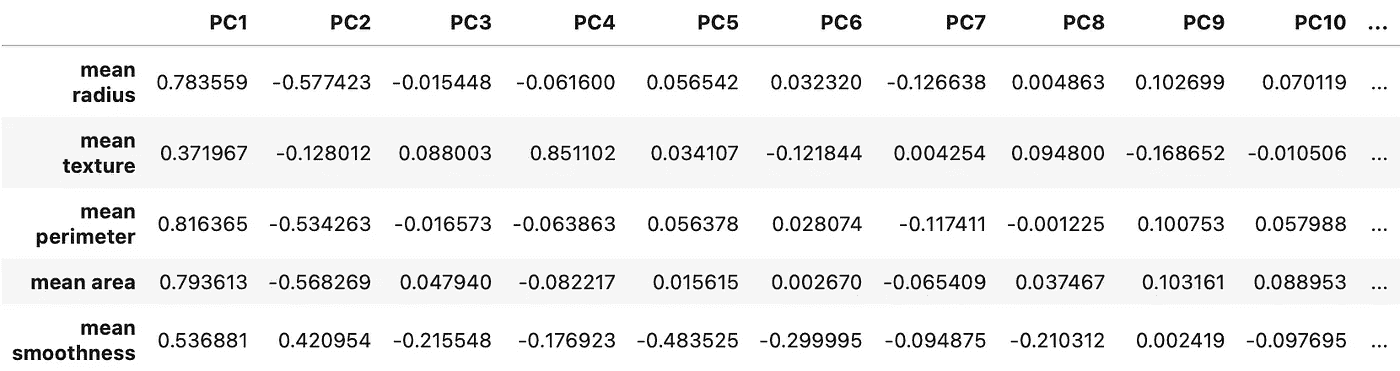 PC1 PC2 PC3 PC4 PC5 PC6 PC7 PC8 PC9 PC10 ...
mean
radius 0.783559 -0.577423 -0.015448 -0.061600 0.056542 0.032320 -0.126638 0.004863 0.102699 0.070119 ...
mean
texture 0.371967 -0.128012 0.088003 0.851102 0.034107 -0.121844 0.004254 0.094800 -0.168652 -0.010506 ...
mean
perimeter 0.816365 -0.534263 -0.016573 -0.063863 0.056378 0.028074 -0.117411 -0.001225 0.100753 0.057988 ...
mean area 0.793613 -0.568269 0.047940 -0.082217 0.015615 0.002670 -0.065409 0.037467 0.103161 0.088953 ...
mean
smoothness 0.536881 0.420954 -0.215548 -0.176923 -0.483525 -0.299995 -0.094875 -0.210312 0.002419 -0.097695 ...